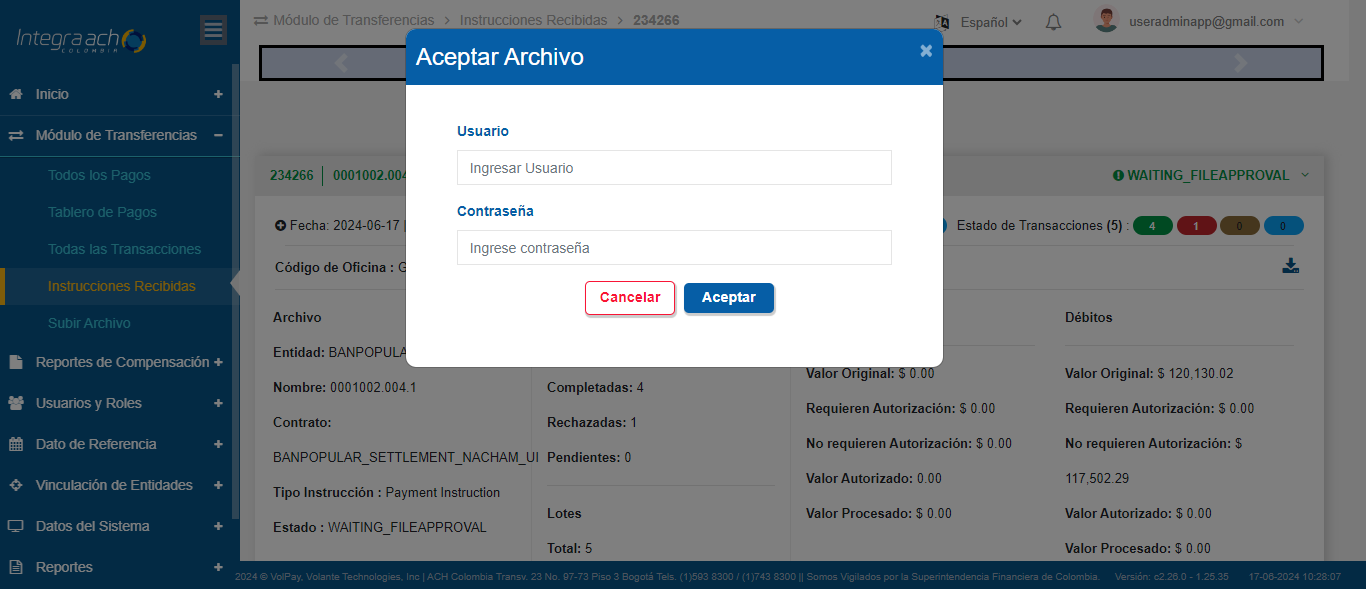 Integra ach
COLOMBIA
Módulo de Transferencias > Instrucciones Recibidas > 234266
Español
useradminapp@gmail.com
Inicio
Módulo de Transferencias
Todos los Pagos
Tablero de Pagos
Todas las Transacciones
Instrucciones Recibidas
Subir Archivo
Reportes de Compensación
Usuarios y Roles
Dato de Referencia
Vinculación de Entidades
Datos del Sistema
Reportes
Aceptar Archivo ×
Usuario
Ingresar Usuario
Contraseña
Ingrese contraseña
Cancelar Aceptar
234266 | 0001002.004
WAITING_FILEAPPROVAL
Fecha: 2024-06-17 |
Estado de Transacciones (5) : 4 1 0 0
Código de Oficina : G
Archivo
Entidad: BANPOPULA
Nombre: 0001002.004.1
Contrato:
BANPOPULAR_SETTLEMENT_NACHAM_UI
Tipo Instrucción : Payment Instruction
Estado : WAITING_FILEAPPROVAL
Completadas: 4
Rechazadas: 1
Pendientes: 0
Lotes
Total: 5
Valor Original: $ 0.00
Requieren Autorización: $ 0.00
No requieren Autorización: $ 0.00
Valor Autorizado: 0.00
Valor Procesado: $ 0.00
Débitos
Valor Original: $ 120,130.02
Requieren Autorización: $ 0.00
No requieren Autorización: $
117,502.29
Valor Autorizado: $ 0.00
Valor Procesado: $ 0.00
2024 © VolPay, Volante Technologies, Inc | ACH Colombia Transv. 23 No. 97-73 Piso 3 Bogotá Tels. (1)593 8300 / (1)743 8300 || Somos Vigilados por la Superintendencia Financiera de Colombia. Versión: c2.26.0 - 1.25.35 17-06-2024 10:28:07